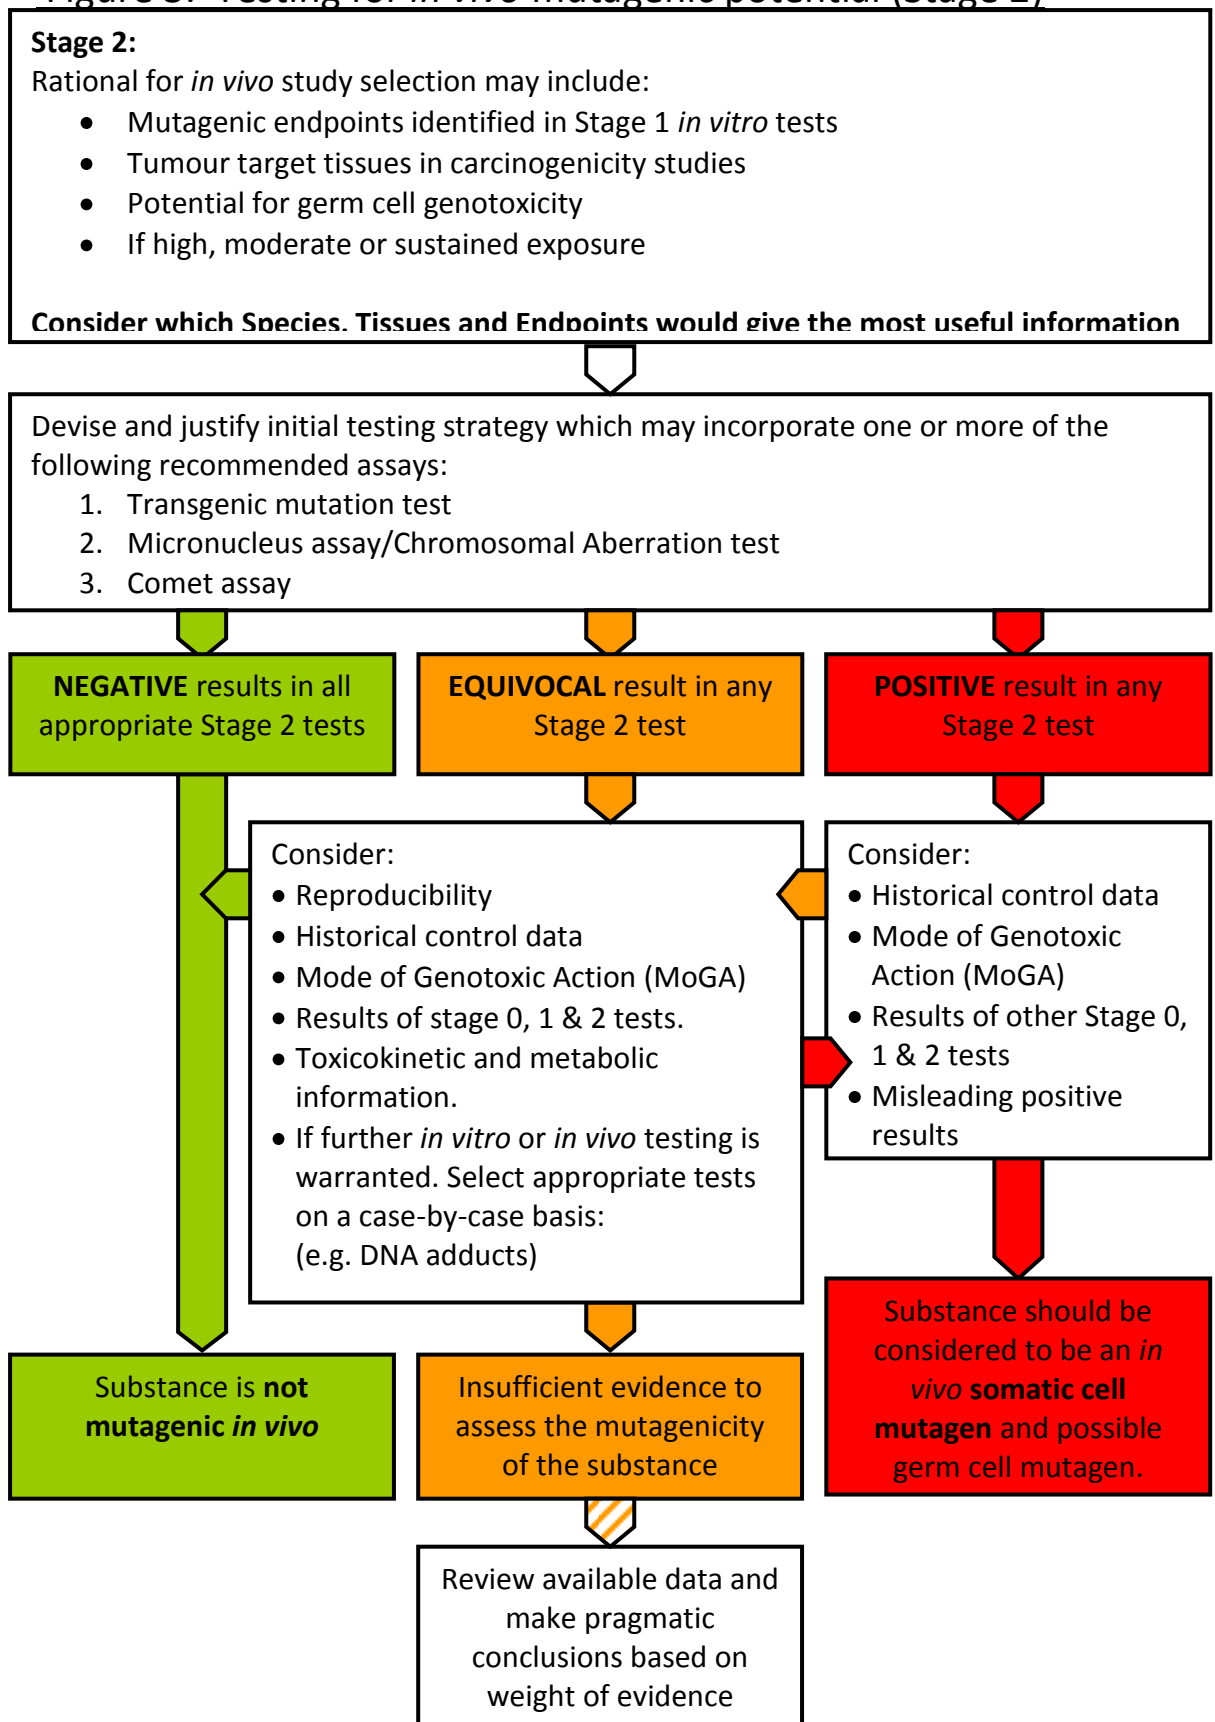 Figure 3: Testing for in vivo mutagenic potential (Stage 2)
Stage 2:
Rational for in vivo study selection may include:
• Mutagenic endpoints identified in Stage 1 in vitro tests
• Tumour target tissues in carcinogenicity studies
• Potential for germ cell genotoxicity
• If high, moderate or sustained exposure
Consider which Species, Tissues and Endpoints would give the most useful information
Devise and justify initial testing strategy which may incorporate one or more of the
following recommended assays:
1. Transgenic mutation test
2. Micronucleus assay/Chromosomal Aberration test
3. Comet assay
NEGATIVE results in all
appropriate Stage 2 tests
EQUIVOCAL result in any
Stage 2 test
POSITIVE result in any
Stage 2 test
Consider:
• Reproducibility
• Historical control data
• Mode of Genotoxic Action (MoGA)
• Results of stage 0, 1 & 2 tests.
• Toxicokinetic and metabolic
information.
• If further in vitro or in vivo testing is
warranted. Select appropriate tests
on a case-by-case basis:
(e.g. DNA adducts)
Consider:
• Historical control data
• Mode of Genotoxic
Action (MoGA)
• Results of other Stage 0,
1 & 2 tests
• Misleading positive
results
Substance is not
mutagenic in vivo
Insufficient evidence to
assess the mutagenicity
of the substance
Substance should be
considered to be an in
vivo somatic cell
mutagen and possible
germ cell mutagen.
Review available data and
make pragmatic
conclusions based on
weight of evidence